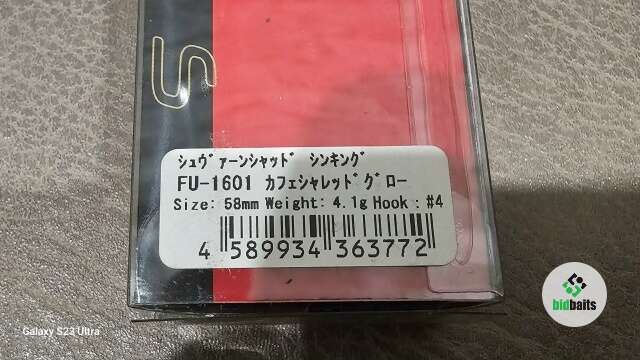 ｼｭｳﾞｧｰﾝｼｬｯﾄﾞ ｼﾝｷﾝｸﾞ
FU-1601 ｶﾌｪｼｬﾚｯﾄﾞｸﾞﾛｰ
Size: 58mm Weight: 4.1g Hook : #4
4 589934 363772
bidbaits
Galaxy S23 Ultra